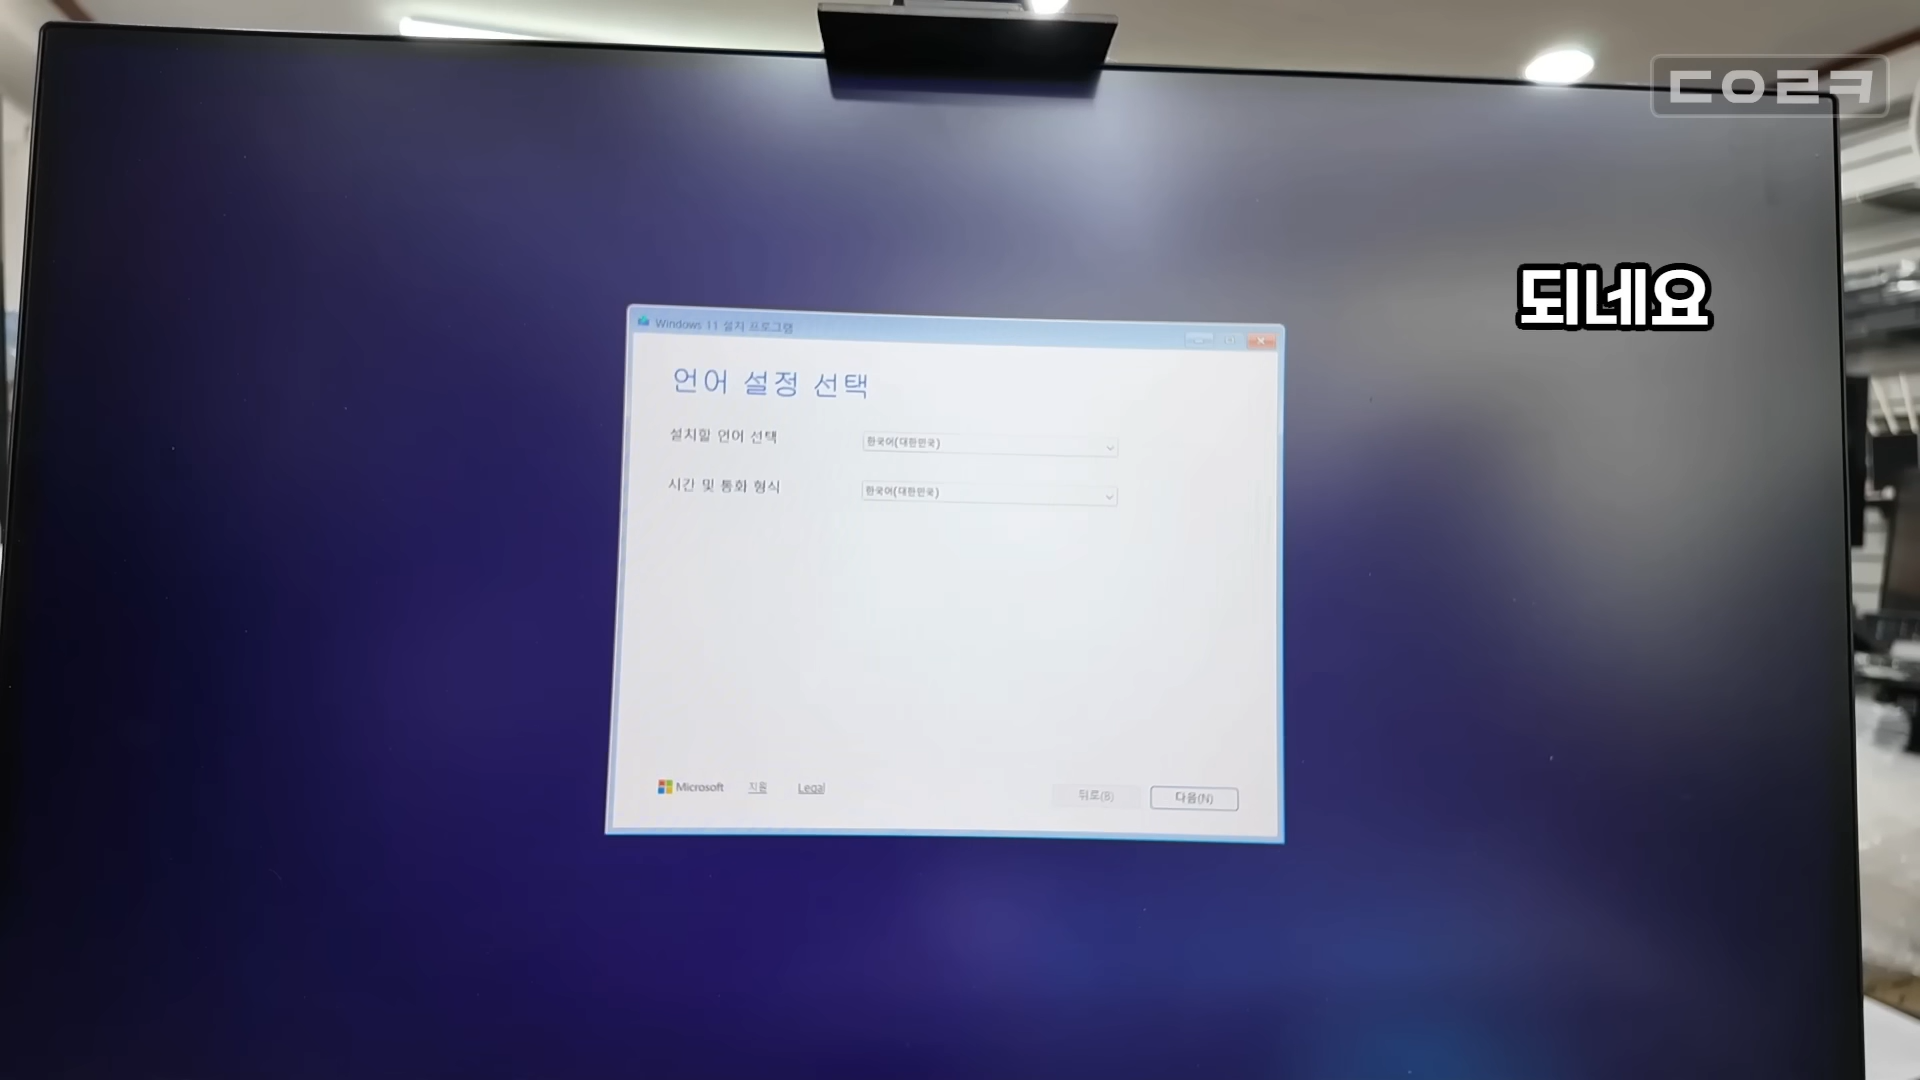 ㄷㅇㄹㅋ
되네요
Windows 11 설치 프로그램
언어 설정 선택
설치할 언어 선택
한국어(대한민국)
시간 및 통화 형식
한국어(대한민국)
Microsoft 지원 Legal
뒤로(B) 다음(N)